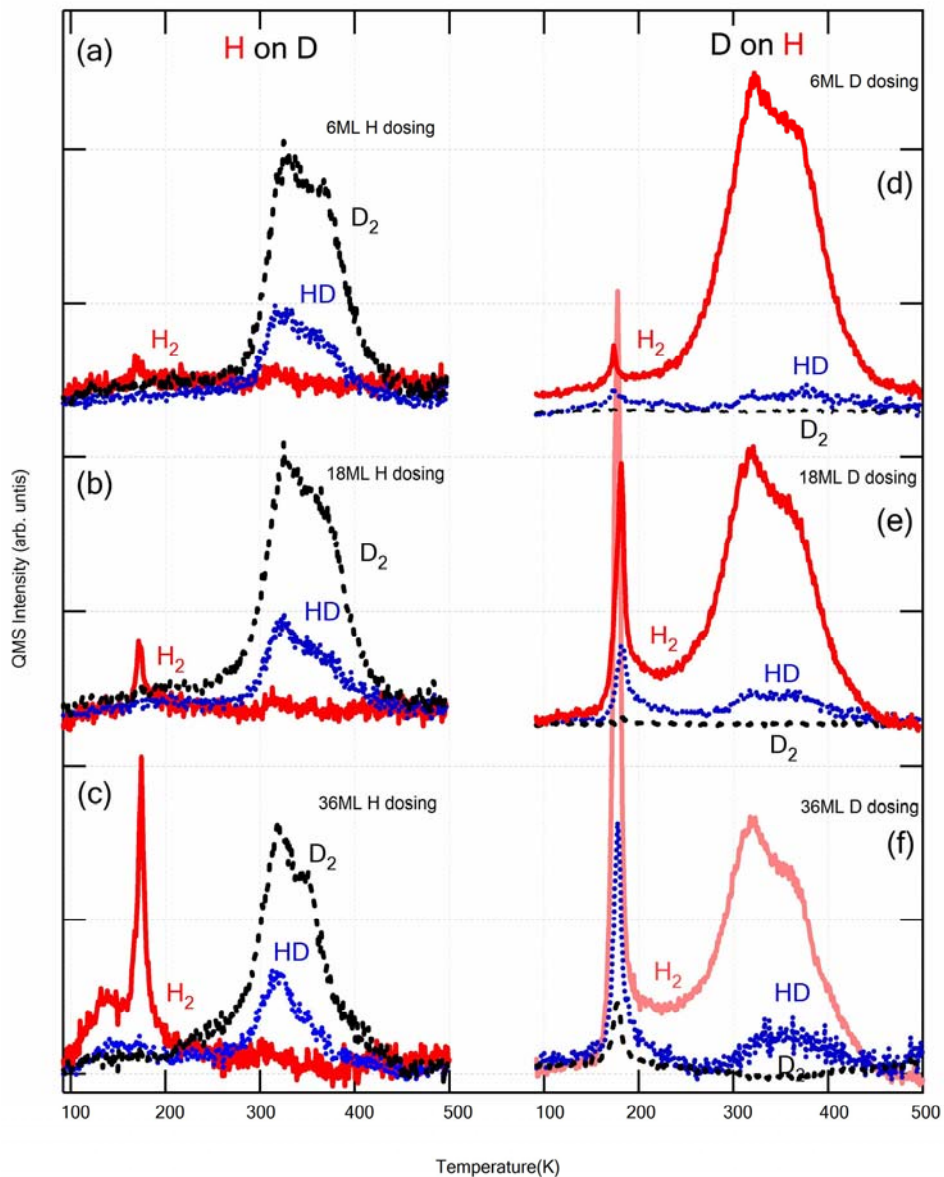 H on D
D on H
(a)
6ML H dosing
D2
HD
H2
6ML D dosing
(d)
H2
HD
D2
(b)
18ML H dosing
D2
HD
H2
18ML D dosing
(e)
H2
HD
D2
(c)
36ML H dosing
D2
HD
H2
36ML D dosing
(f)
H2
HD
D2
QMS Intensity (arb. untis)
100 200 300 400 500
100 200 300 400 500
Temperature(K)